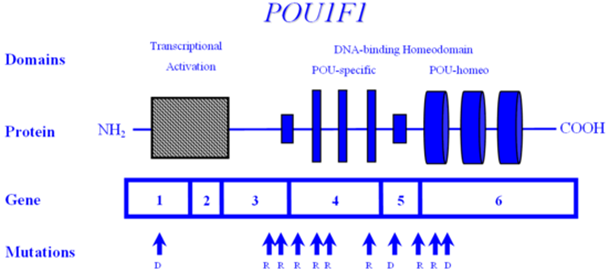 POU1F1
Transcriptional
Activation
DNA-binding Homeodomain
Domains
POU-specific POU-homeo
Protein NH2 COOH
Gene 1 2 3 4 5 6
Mutations
D R R R R R R D R R D